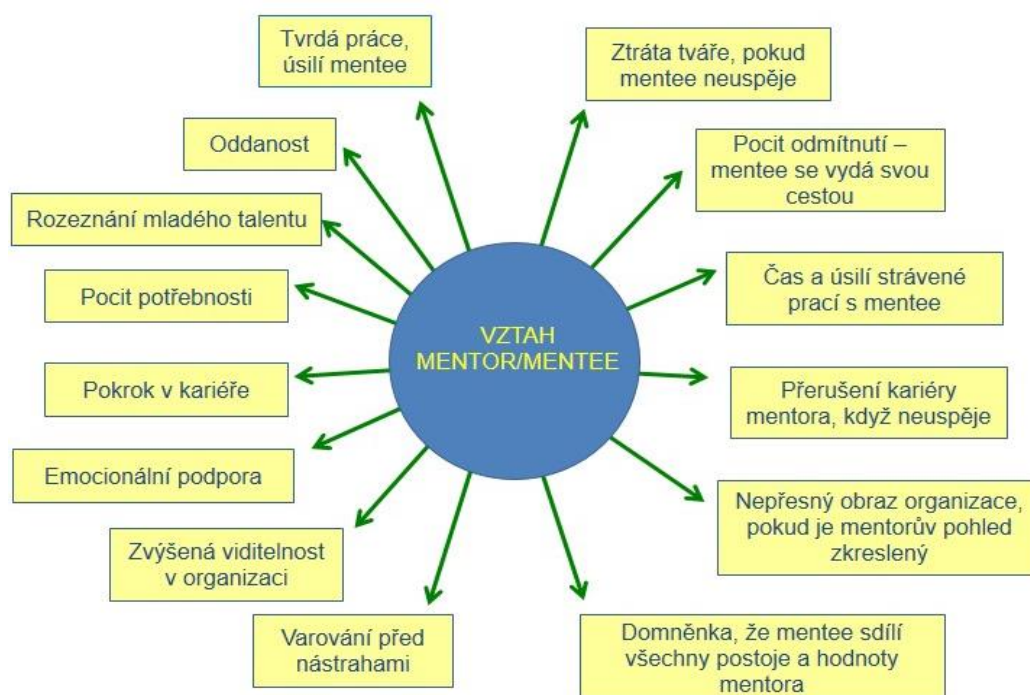 Tvrdá práce,
úsilí mentee
Ztráta tváře, pokud
mentee neuspěje
Oddanost
Pocit odmítnutí –
mentee se vydá svou
cestou
Rozeznání mladého talentu
Pocit potřebnosti
Čas a úsilí strávené
prací s mentee
VZTAH
MENTOR/MENTEE
Pokrok v kariéře
Přerušení kariéry
mentora, když neuspěje
Emocionální podpora
Nepřesný obraz organizace,
pokud je mentorův pohled
zkreslený
Zvýšená viditelnost
v organizaci
Varování před
nástrahami
Domněnka, že mentee sdílí
všechny postoje a hodnoty
mentora